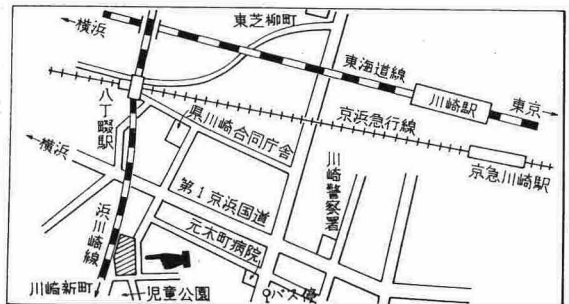 横浜
東芝柳町
東海道線
川崎駅
東京
八丁畷駅
京浜急行線
県川崎合同庁舎
京急川崎駅
横浜
川崎警察署
第1京浜国道
浜川崎線
元木町病院
川崎新町
児童公園
バス停